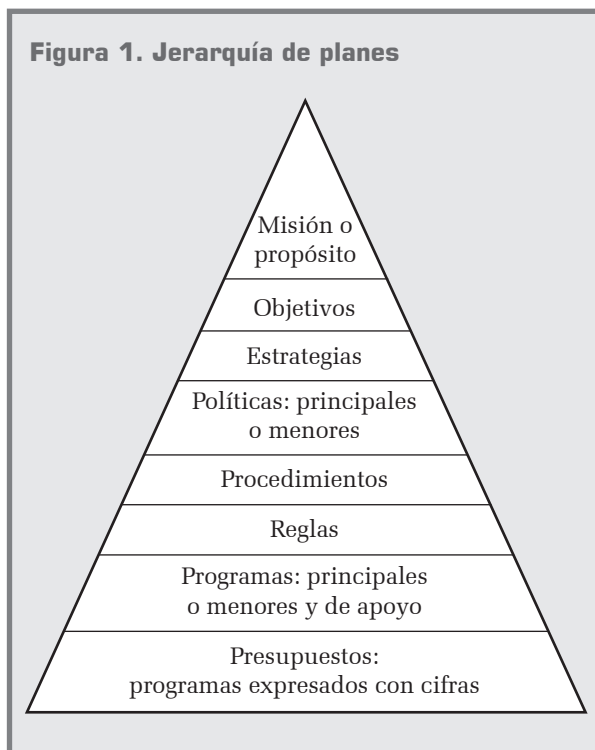 Figura 1. Jerarquía de planes
Misión o
propósito
Objetivos
Estrategias
Políticas: principales
o menores
Procedimientos
Reglas
Programas: principales
o menores y de apoyo
Presupuestos:
programas expresados con cifras